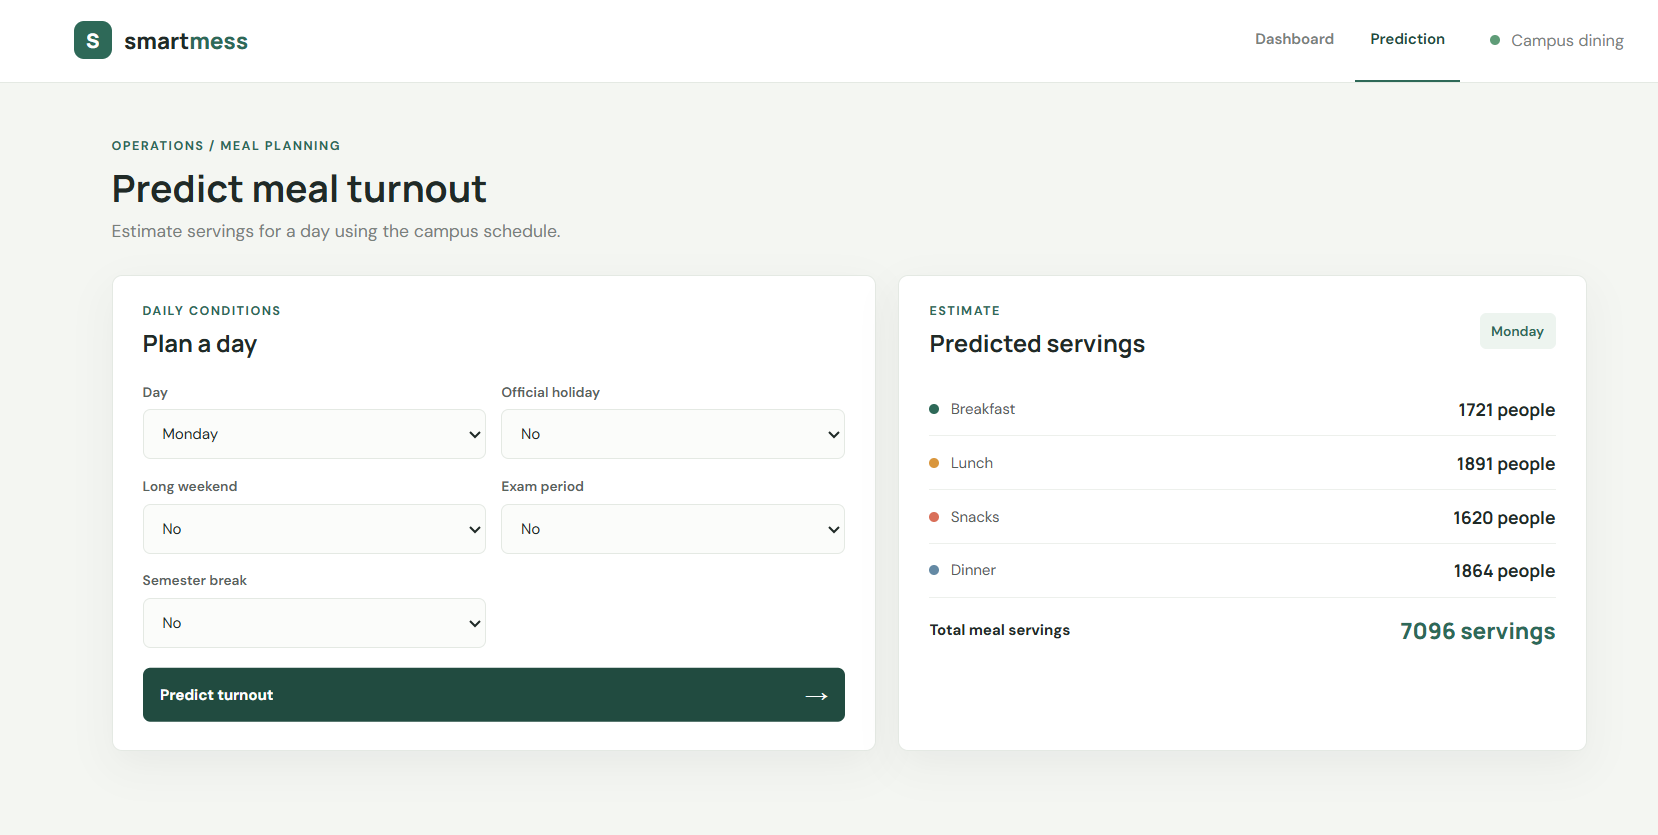 S smartmess
Dashboard Prediction Campus dining
OPERATIONS / MEAL PLANNING
Predict meal turnout
Estimate servings for a day using the campus schedule.
DAILY CONDITIONS
Plan a day
Day
Monday
Official holiday
No
Long weekend
No
Exam period
No
Semester break
No
Predict turnout →
ESTIMATE
Predicted servings
Monday
Breakfast 1721 people
Lunch 1891 people
Snacks 1620 people
Dinner 1864 people
Total meal servings 7096 servings